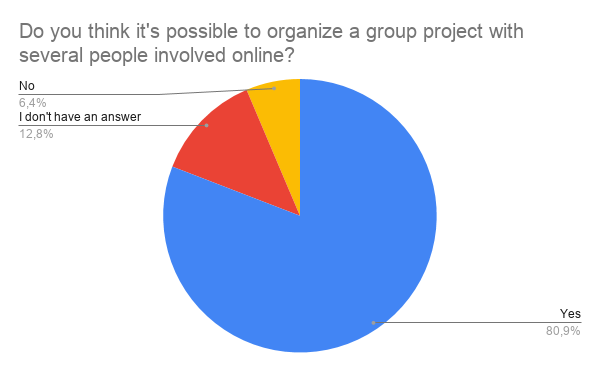 Do you think it's possible to organize a group project with
several people involved online?
No
6,4%
I don't have an answer
12,8%
Yes
80,9%